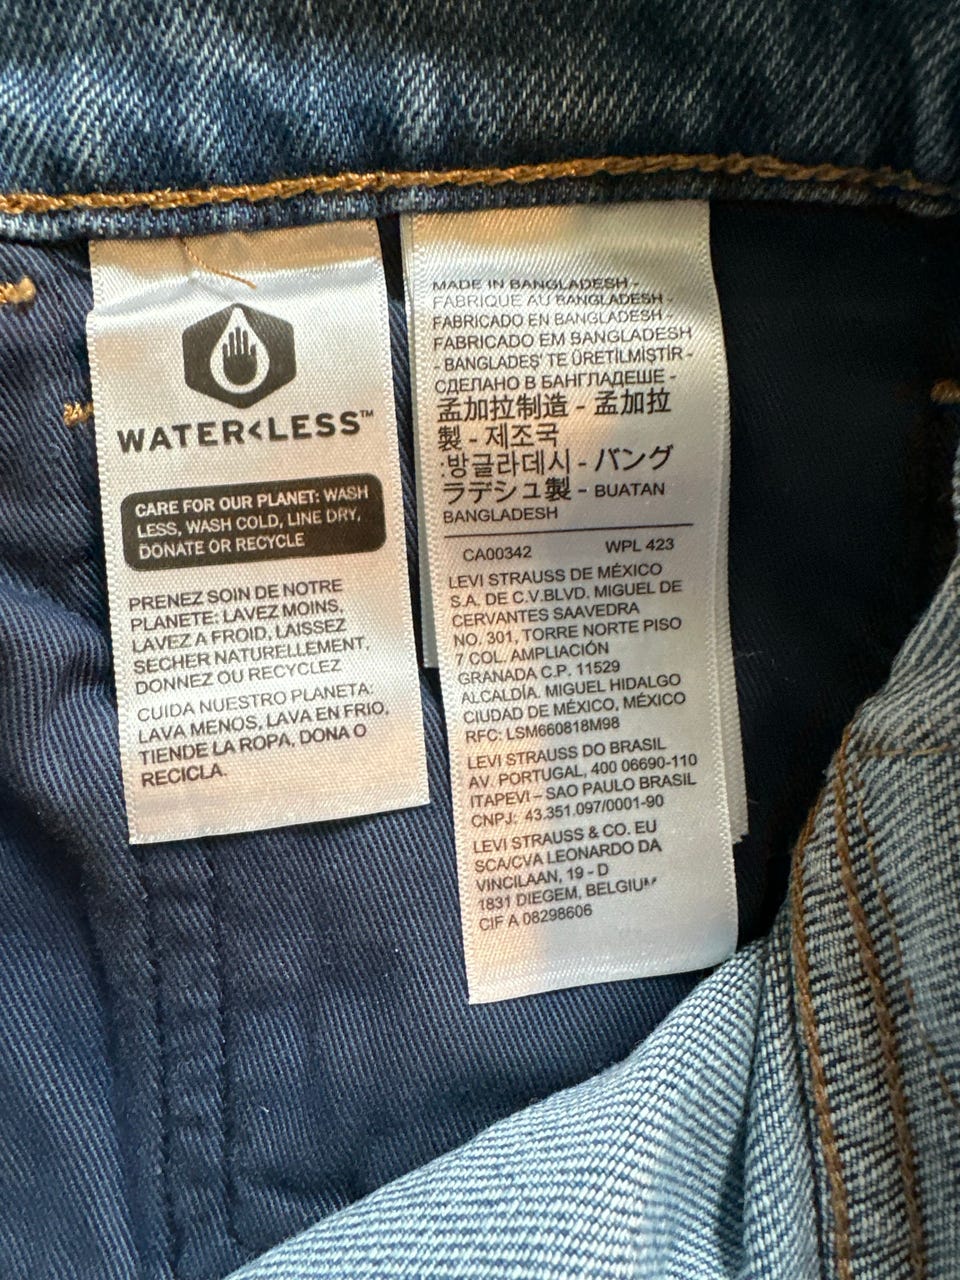 WATER<LESS™
CARE FOR OUR PLANET: WASH
LESS, WASH COLD, LINE DRY,
DONATE OR RECYCLE
PRENEZ SOIN DE NOTRE
PLANETE: LAVEZ MOINS,
LAVEZ A FROID, LAISSEZ
SECHER NATURELLEMENT,
DONNEZ OU RECYCLEZ
CUIDA NUESTRO PLANETA:
LAVA MENOS, LAVA EN FRIO,
TIENDE LA ROPA, DONA O
RECICLA.
MADE IN BANGLADESH -
FABRIQUE AU BANGLADESH -
FABRICADO EN BANGLADESH -
FABRICADO EM BANGLADESH
- BANGLADEŞ' TE ÜRETİLMİŞTİR -
СДЕЛАНО В БАНГЛАДЕШЕ -
孟加拉制造 - 孟加拉
製 - 제조국
:방글라데시 - バング
ラデシュ製 - BUATAN
BANGLADESH
CA00342 WPL 423
LEVI STRAUSS DE MÉXICO
S.A. DE C.V.BLVD. MIGUEL DE
CERVANTES SAAVEDRA
NO. 301, TORRE NORTE PISO
7 COL. AMPLIACIÓN
GRANADA C.P. 11529
ALCALDÍA. MIGUEL HIDALGO
CIUDAD DE MÉXICO, MÉXICO
RFC: LSM660818M98
LEVI STRAUSS DO BRASIL
AV. PORTUGAL, 400 06690-110
ITAPEVI – SAO PAULO BRASIL
CNPJ: 43.351.097/0001-90
LEVI STRAUSS & CO. EU
SCA/CVA LEONARDO DA
VINCILAAN, 19 - D
1831 DIEGEM, BELGIUM
CIF A 08298606